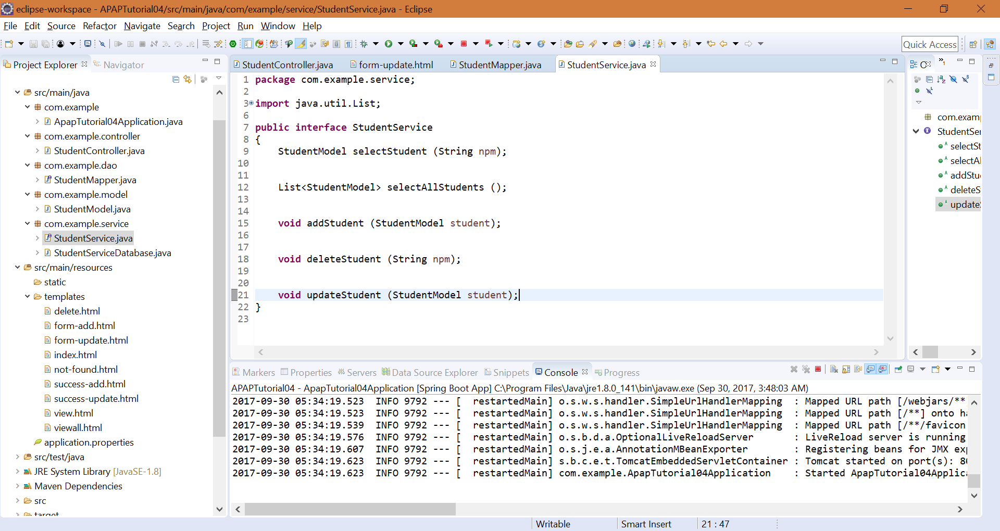 eclipse-workspace - APAPTutorial04/src/main/java/com/example/service/StudentService.java - Eclipse
File Edit Source Refactor Navigate Search Project Run Window Help
Quick Access
Project Explorer Navigator
src/main/java
com.example
ApapTutorial04Application.java
com.example.controller
StudentController.java
com.example.dao
StudentMapper.java
com.example.model
StudentModel.java
com.example.service
StudentService.java
StudentServiceDatabase.java
src/main/resources
static
templates
delete.html
form-add.html
form-update.html
index.html
not-found.html
success-add.html
success-update.html
view.html
viewall.html
application.properties
src/test/java
JRE System Library [JavaSE-1.8]
Maven Dependencies
src
target
StudentController.java form-update.html StudentMapper.java StudentService.java
1 package com.example.service;
2
3 import java.util.List;
6
7 public interface StudentService
8 {
9 StudentModel selectStudent (String npm);
10
11
12 List<StudentModel> selectAllStudents ();
13
14
15 void addStudent (StudentModel student);
16
17
18 void deleteStudent (String npm);
19
20
21 void updateStudent (StudentModel student);
22 }
23
com.examp
StudentSer
selectSt
selectAl
addStu
deleteS
updateS
Markers Properties Servers Data Source Explorer Snippets Console Progress
APAPTutorial04 - ApapTutorial04Application [Spring Boot App] C:\Program Files\Java\jre1.8.0_141\bin\javaw.exe (Sep 30, 2017, 3:48:03 AM)
2017-09-30 05:34:19.523 INFO 9792 --- [ restartedMain] o.s.w.s.handler.SimpleUrlHandlerMapping : Mapped URL path [/webjars/**
2017-09-30 05:34:19.523 INFO 9792 --- [ restartedMain] o.s.w.s.handler.SimpleUrlHandlerMapping : Mapped URL path [/**] onto ha
2017-09-30 05:34:19.539 INFO 9792 --- [ restartedMain] o.s.w.s.handler.SimpleUrlHandlerMapping : Mapped URL path [/**/favicon
2017-09-30 05:34:19.576 INFO 9792 --- [ restartedMain] o.s.b.d.a.OptionalLiveReloadServer : LiveReload server is running
2017-09-30 05:34:19.607 INFO 9792 --- [ restartedMain] o.s.j.e.a.AnnotationMBeanExporter : Registering beans for JMX exp
2017-09-30 05:34:19.623 INFO 9792 --- [ restartedMain] s.b.c.e.t.TomcatEmbeddedServletContainer : Tomcat started on port(s): 80
2017-09-30 05:34:19.623 INFO 9792 --- [ restartedMain] com.example.ApapTutorial04Application : Started ApapTutorial04Applica
Writable Smart Insert 21 : 47